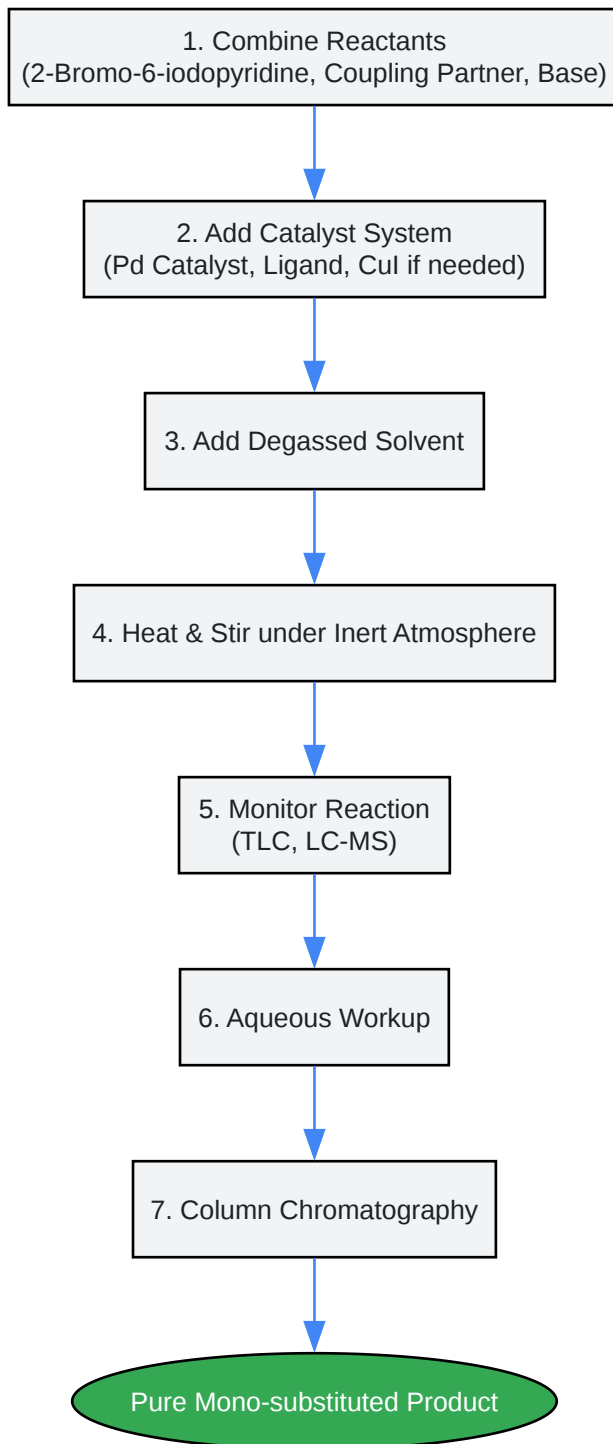 1. Combine Reactants
(2-Bromo-6-iodopyridine, Coupling Partner, Base)
2. Add Catalyst System
(Pd Catalyst, Ligand, CuI if needed)
3. Add Degassed Solvent
4. Heat & Stir under Inert Atmosphere
5. Monitor Reaction
(TLC, LC-MS)
6. Aqueous Workup
7. Column Chromatography
Pure Mono-substituted Product